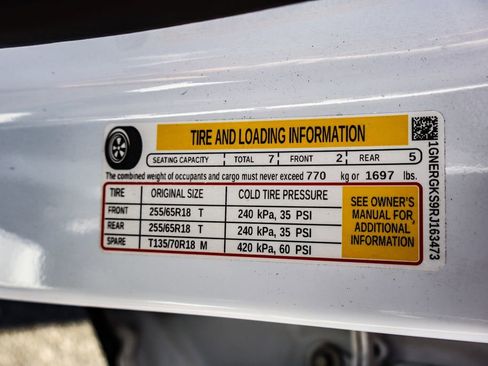 TIRE AND LOADING INFORMATION
SEATING CAPACITY TOTAL 7 FRONT 2 REAR 5
The combined weight of occupants and cargo must never exceed 770 kg or 1697 lbs.
TIRE ORIGINAL SIZE COLD TIRE PRESSURE
FRONT 255/65R18 T 240 kPa, 35 PSI
REAR 255/65R18 T 240 kPa, 35 PSI
SPARE T135/70R18 M 420 kPa, 60 PSI
SEE OWNER'S
MANUAL FOR
ADDITIONAL
INFORMATION
1GNERGKS9RJ163473